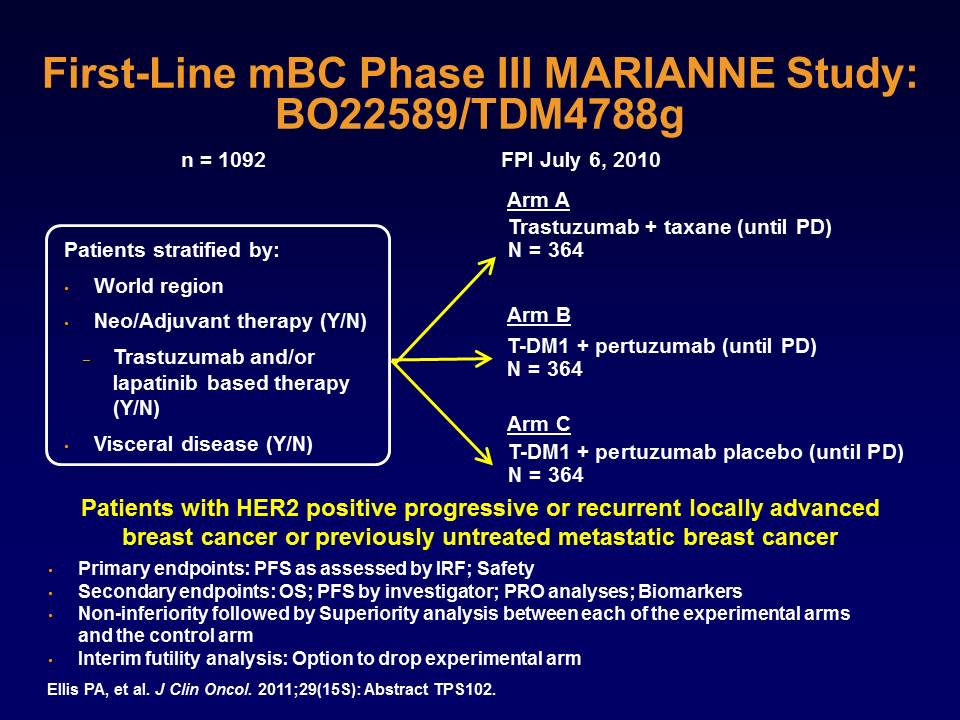 First-Line mBC Phase III MARIANNE Study:
BO22589/TDM4788g
n = 1092
FPI July 6, 2010
Patients stratified by:
• World region
• Neo/Adjuvant therapy (Y/N)
– Trastuzumab and/or
lapatinib based therapy
(Y/N)
• Visceral disease (Y/N)
Arm A
Trastuzumab + taxane (until PD)
N = 364
Arm B
T-DM1 + pertuzumab (until PD)
N = 364
Arm C
T-DM1 + pertuzumab placebo (until PD)
N = 364
Patients with HER2 positive progressive or recurrent locally advanced
breast cancer or previously untreated metastatic breast cancer
• Primary endpoints: PFS as assessed by IRF; Safety
• Secondary endpoints: OS; PFS by investigator; PRO analyses; Biomarkers
• Non-inferiority followed by Superiority analysis between each of the experimental arms
and the control arm
• Interim futility analysis: Option to drop experimental arm
Ellis PA, et al. J Clin Oncol. 2011;29(15S): Abstract TPS102.